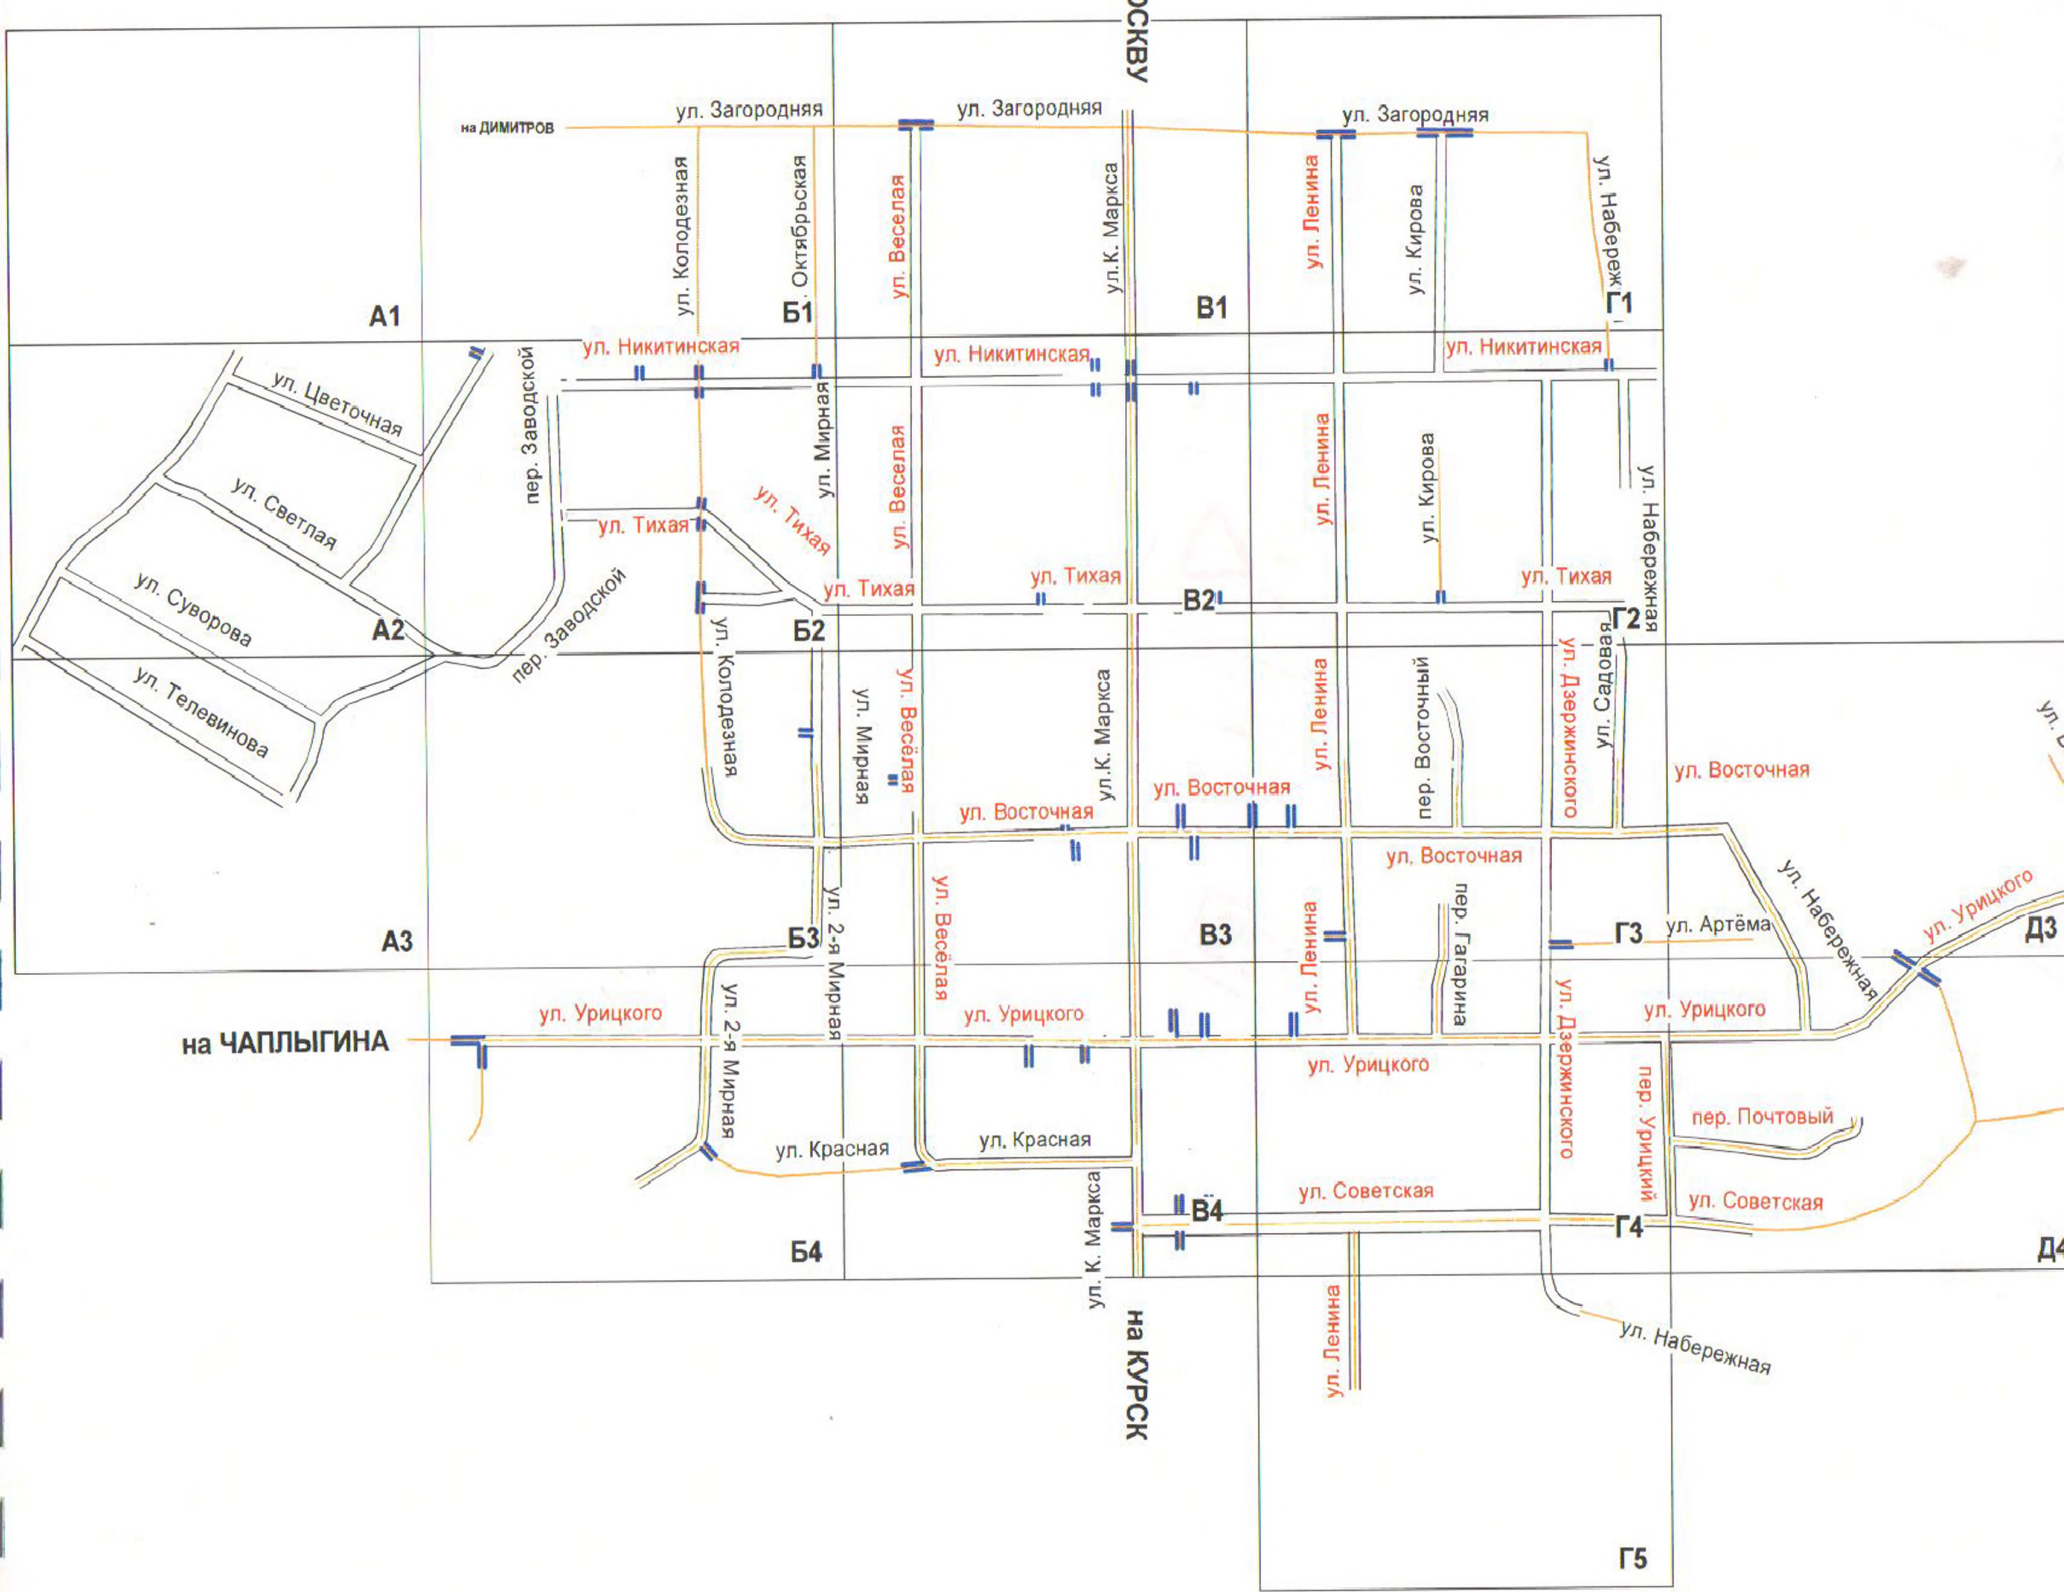 ОСКВУ
ул. Загородняя
ул. Загородняя
ул. Загородняя
на ДИМИТРОВ
ул. Колодезная
. Октябрьская
ул. Веселая
ул.К. Маркса
ул. Ленина
ул. Кирова
ул. Набереж
А1
Б1
В1
Г1
ул. Никитинская
ул. Никитинская
ул. Никитинская
ул. Цветочная
пер. Заводской
ул. Мирная
ул. Веселая
ул. Ленина
ул. Кирова
ул. Набережная
ул. Светлая
ул. Тихая
ул. Тихая
ул. Тихая
ул. Тихая
ул. Тихая
ул. Суворова
А2
пер. Заводской
Б2
В2
Г2
ул. Телевинова
ул. Колодезная
ул. Мирная
ул. Весёлая
ул.К. Маркса
ул. Ленина
пер. Восточный
ул. Дзержинского
ул. Садовая
ул. Восточная
ул. Восточная
ул. Восточная
ул. Восточная
ул. Набережная
ул. Урицкого
ул. 2-я Мирная
ул. Весёлая
ул. Ленина
пер. Гагарина
ул. Артёма
А3
Б3
В3
Г3
Д3
на ЧАПЛЫГИНА
ул. Урицкого
ул. 2-я Мирная
ул. Урицкого
ул. Урицкого
ул. Урицкого
ул. Дзержинского
пер. Урицкий
пер. Почтовый
ул. Красная
ул. Красная
ул. К. Маркса
ул. Советская
ул. Советская
Б4
В4
Г4
Д4
на КУРСК
ул. Ленина
ул. Набережная
Г5